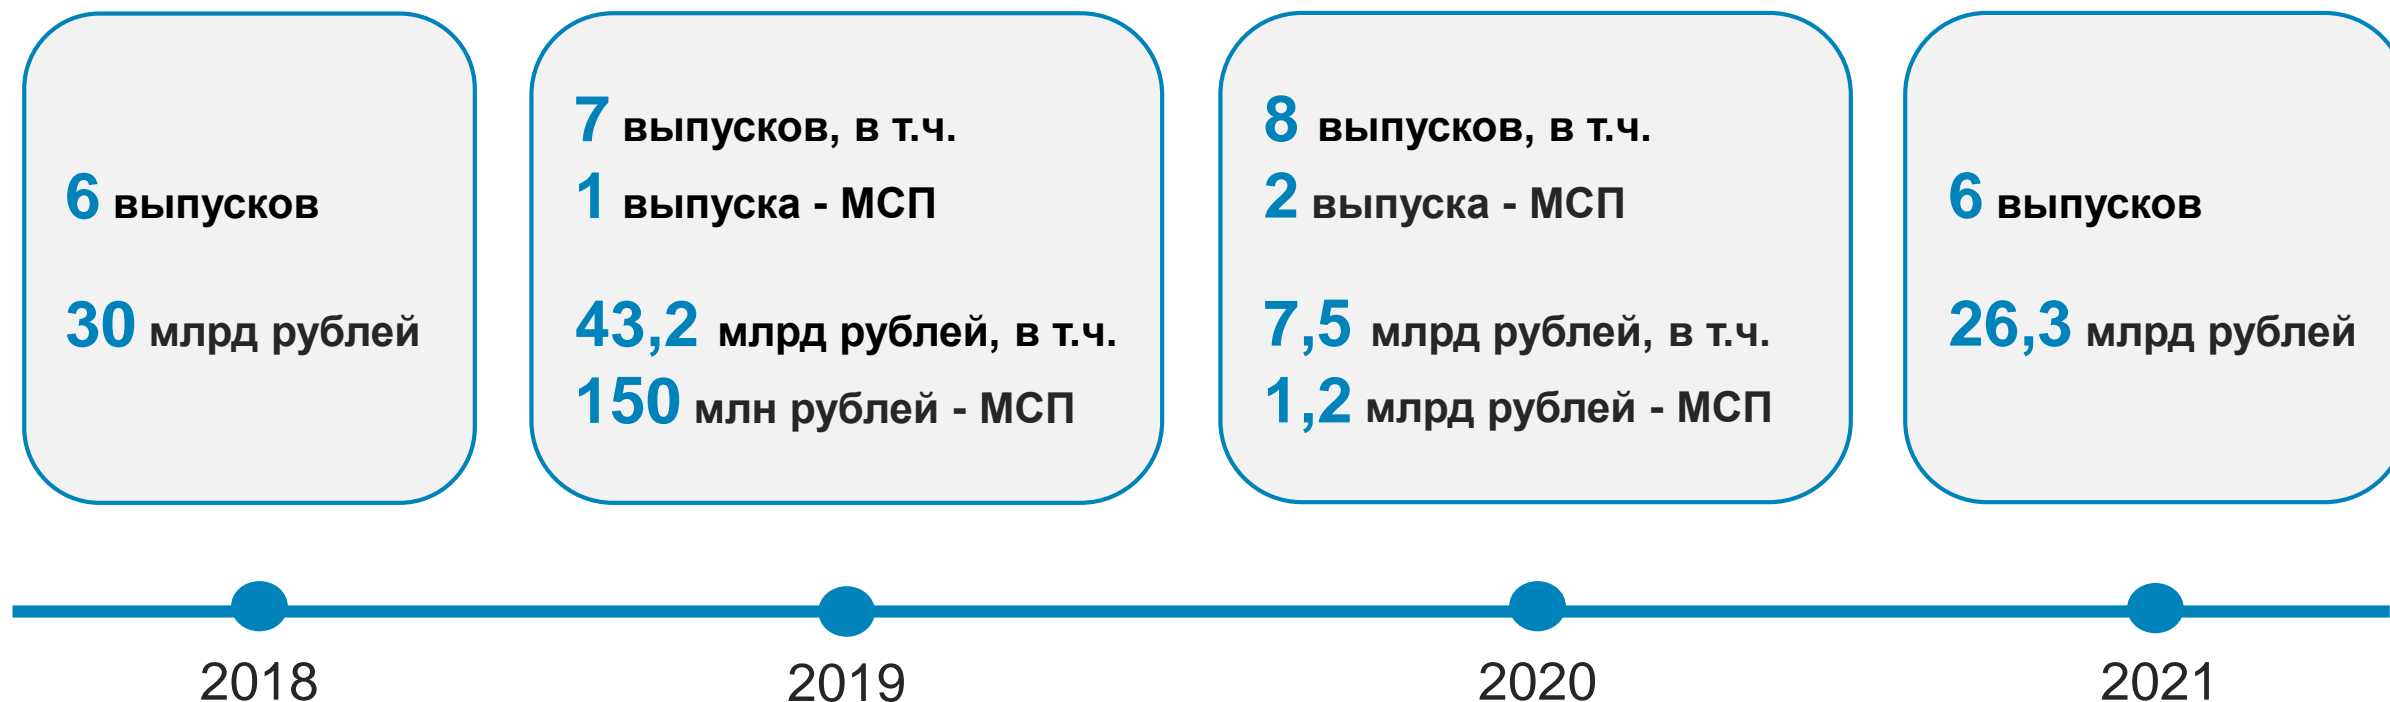 6 выпусков
30 млрд рублей
7 выпусков, в т.ч.
1 выпуска - МСП
43,2 млрд рублей, в т.ч.
150 млн рублей - МСП
8 выпусков, в т.ч.
2 выпуска - МСП
7,5 млрд рублей, в т.ч.
1,2 млрд рублей - МСП
6 выпусков
26,3 млрд рублей
2018
2019
2020
2021